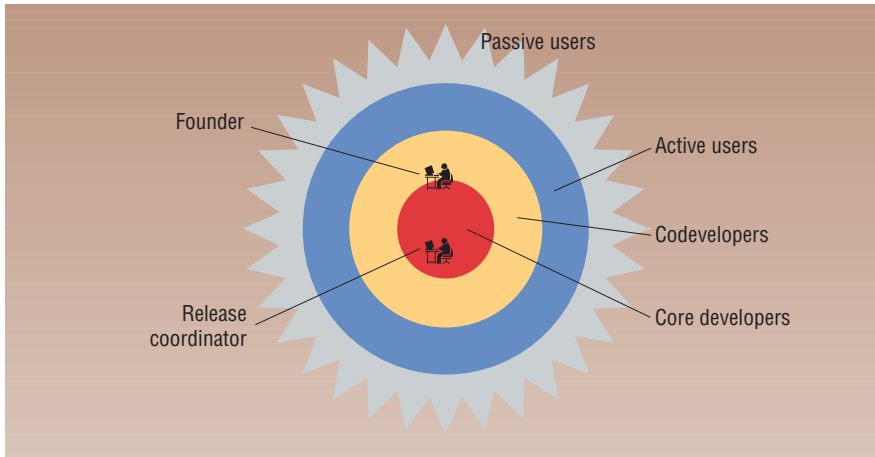 Passive users
Founder
Active users
Codevelopers
Release
coordinator
Core developers